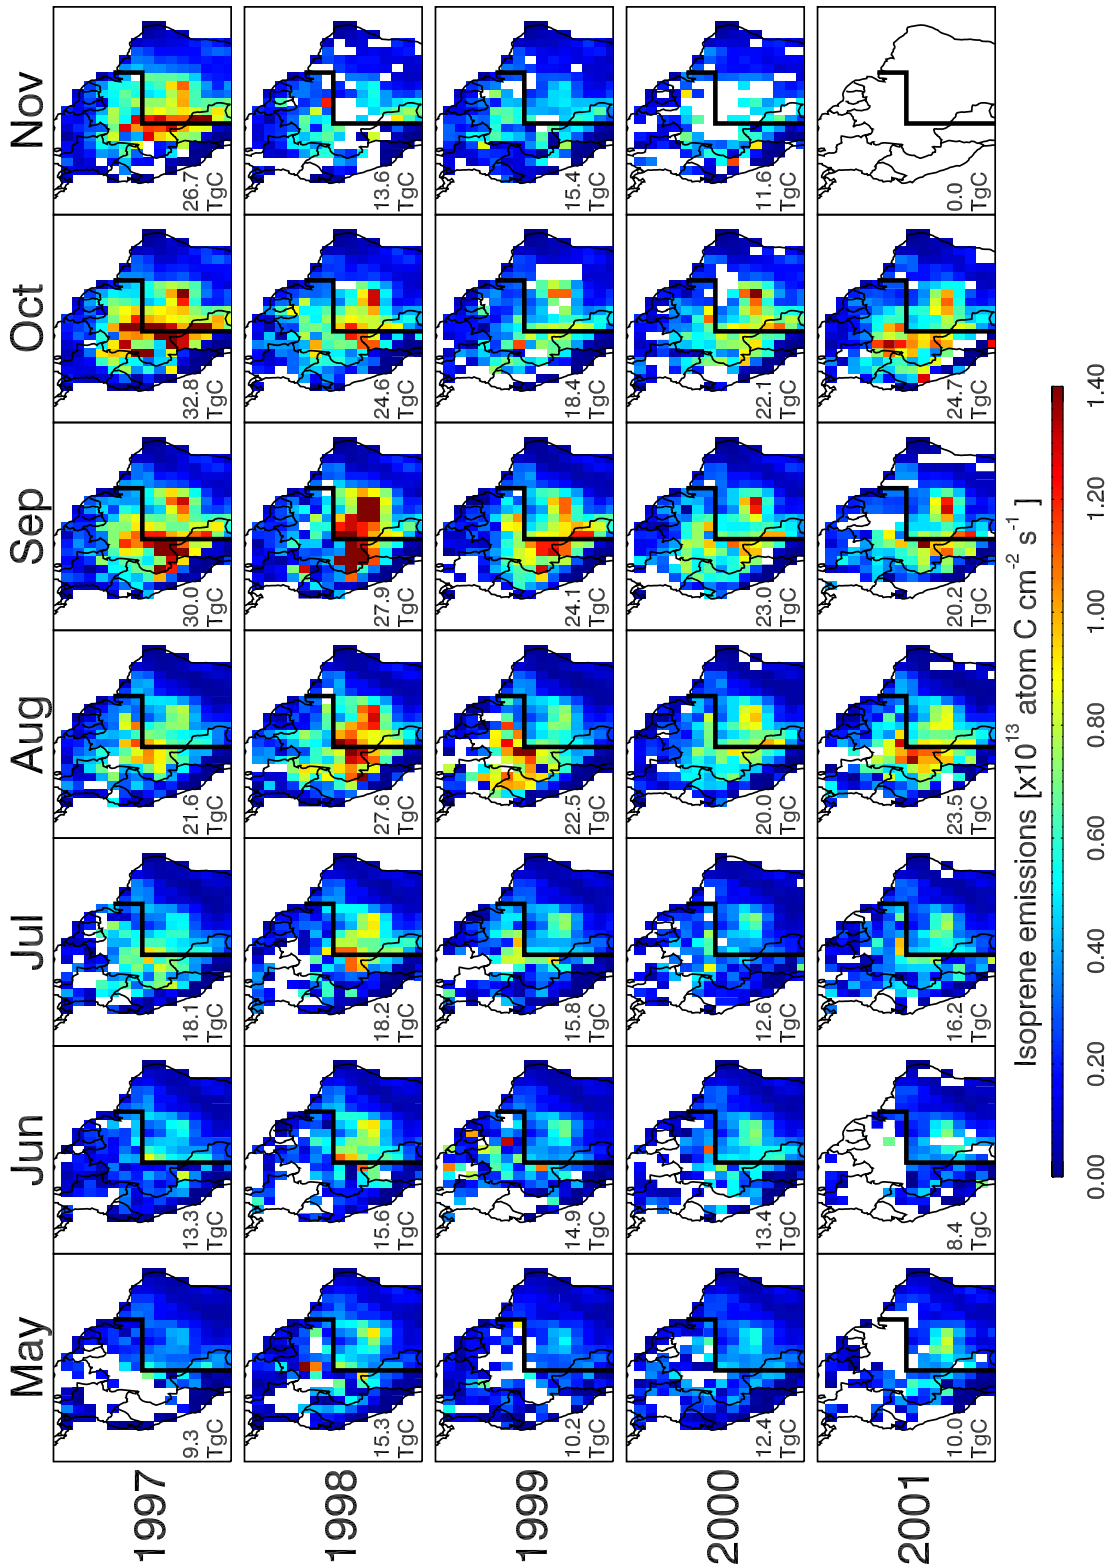 May Jun Jul Aug Sep Oct Nov
1997
9.3
TgC
13.3
TgC
18.1
TgC
21.6
TgC
30.0
TgC
32.8
TgC
26.7
TgC
1998
15.3
TgC
15.6
TgC
18.2
TgC
27.6
TgC
27.9
TgC
24.6
TgC
13.6
TgC
1999
10.2
TgC
14.9
TgC
15.8
TgC
22.5
TgC
24.1
TgC
18.4
TgC
15.4
TgC
2000
12.4
TgC
13.4
TgC
12.6
TgC
20.0
TgC
23.0
TgC
22.1
TgC
11.6
TgC
2001
10.0
TgC
8.4
TgC
16.2
TgC
23.5
TgC
20.2
TgC
24.7
TgC
0.0
TgC
Isoprene emissions [x10¹³ atom C cm⁻² s⁻¹ ]
0.00 0.20 0.40 0.60 0.80 1.00 1.20 1.40